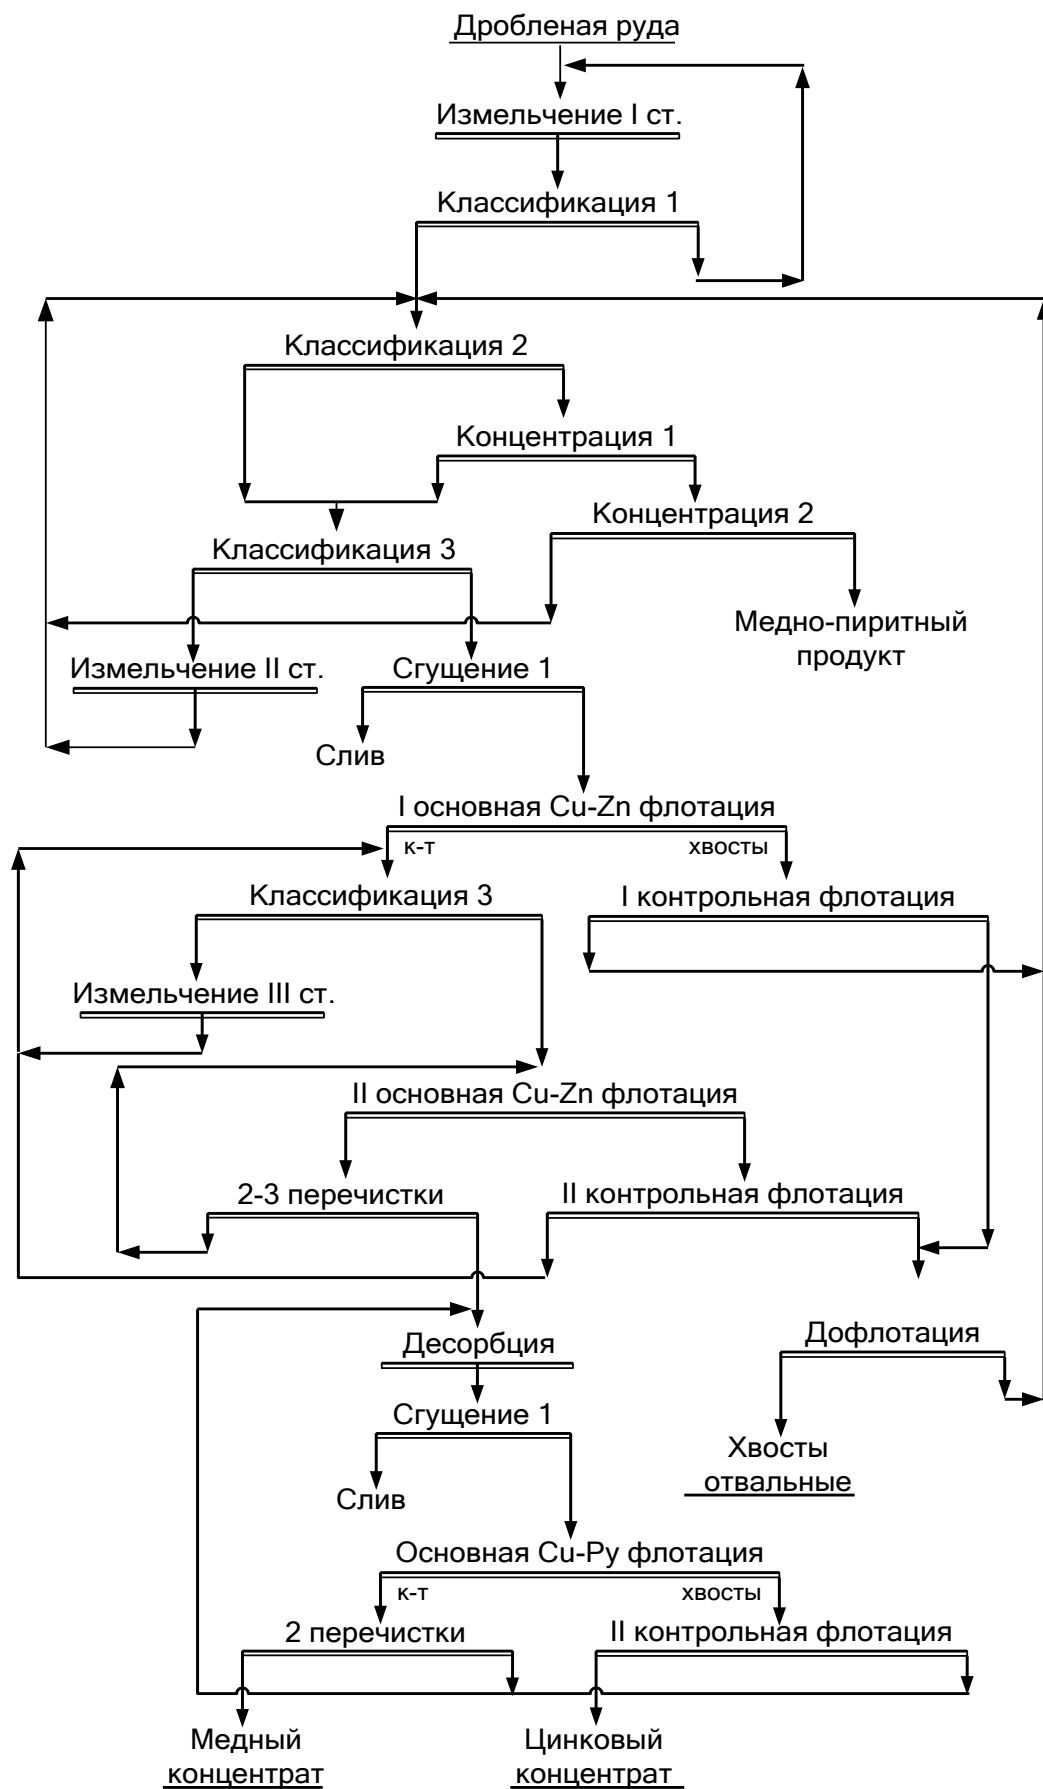 Дробленая руда
Измельчение I ст.
Классификация 1
Классификация 2
Концентрация 1
Концентрация 2
Классификация 3
Медно-пиритный
продукт
Измельчение II ст.
Сгущение 1
Слив
I основная Cu-Zn флотация
к-т
хвосты
Классификация 3
I контрольная флотация
Измельчение III ст.
II основная Cu-Zn флотация
2-3 перечистки
II контрольная флотация
Десорбция
Дофлотация
Сгущение 1
Хвосты
отвальные
Слив
Основная Cu-Py флотация
к-т
хвосты
2 перечистки
II контрольная флотация
Медный
концентрат
Цинковый
концентрат